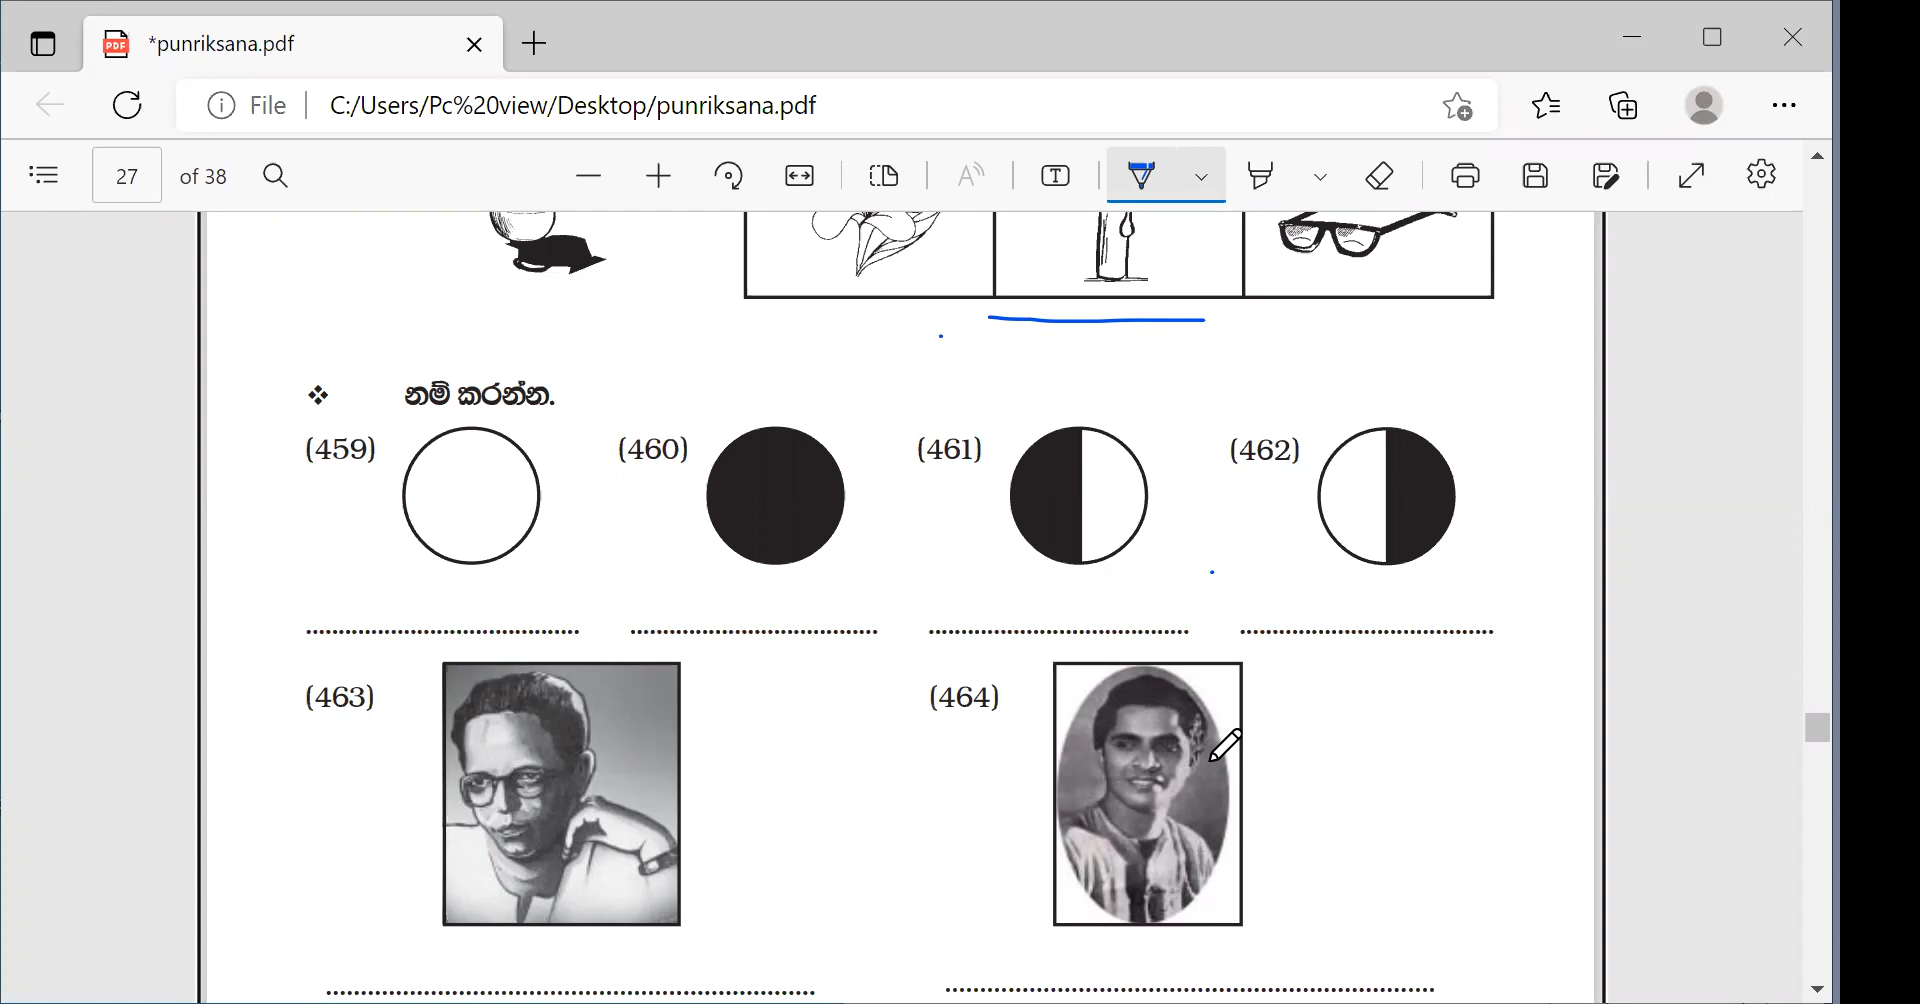 *punriksana.pdf
File
C:/Users/Pc%20view/Desktop/punriksana.pdf
27 of 38
❖ නම් කරන්න.
(459) (460) (461) (462)
(463) (464)